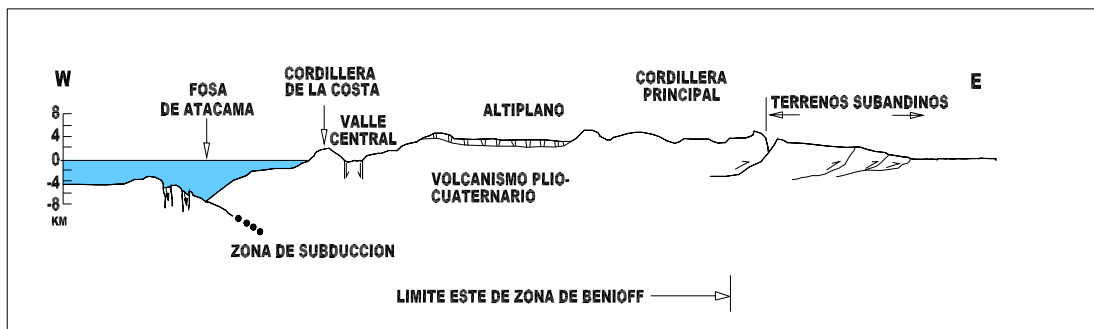 W
FOSA
DE ATACAMA
CORDILLERA
DE LA COSTA
VALLE
CENTRAL
ALTIPLANO
CORDILLERA
PRINCIPAL
E
TERRENOS SUBANDINOS
8
4
0
-4
-8
KM
VOLCANISMO PLIO-
CUATERNARIO
ZONA DE SUBDUCCION
LIMITE ESTE DE ZONA DE BENIOFF